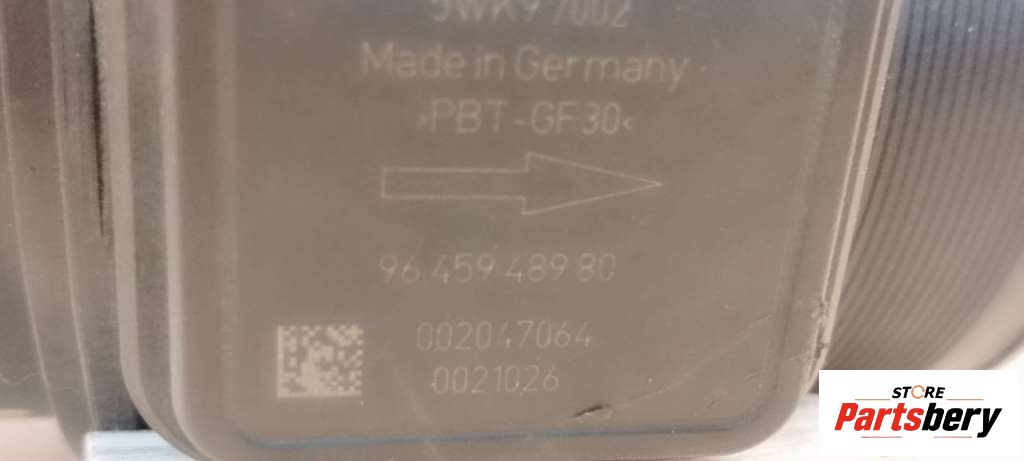 5WK9 7002
Made in Germany
>PBT-GF30<
96 459 489 80
002047064
0021026
STORE
Partsbery